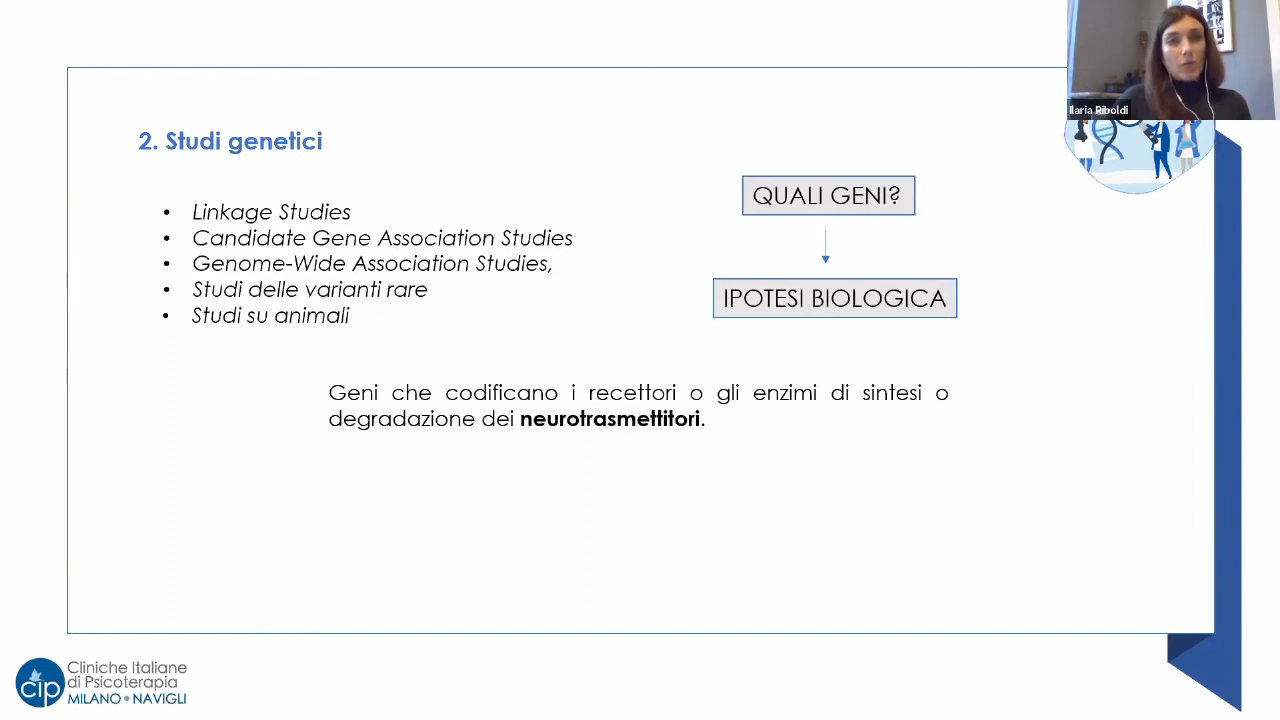 Ilaria Riboldi
2. Studi genetici
• Linkage Studies
• Candidate Gene Association Studies
• Genome-Wide Association Studies,
• Studi delle varianti rare
• Studi su animali
QUALI GENI?
IPOTESI BIOLOGICA
Geni che codificano i recettori o gli enzimi di sintesi o
degradazione dei neurotrasmettitori.
cip
Cliniche Italiane
di Psicoterapia
MILANO • NAVIGLI